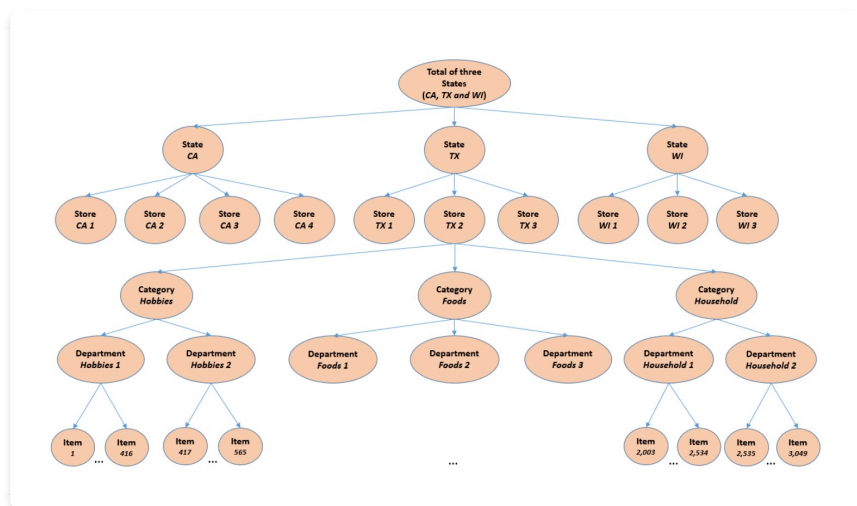 Total of three
States
(CA, TX and WI)
State
CA
State
TX
State
WI
Store
CA 1
Store
CA 2
Store
CA 3
Store
CA 4
Store
TX 1
Store
TX 2
Store
TX 3
Store
WI 1
Store
WI 2
Store
WI 3
Category
Hobbies
Category
Foods
Category
Household
Department
Hobbies 1
Department
Hobbies 2
Department
Foods 1
Department
Foods 2
Department
Foods 3
Department
Household 1
Department
Household 2
Item
1
...
Item
416
Item
417
...
Item
565
...
Item
2,003
...
Item
2,534
Item
2,535
...
Item
3,049